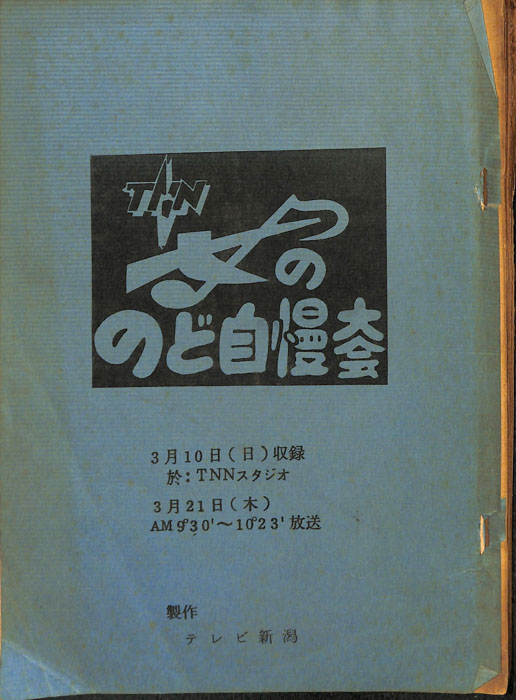 TNN
女の
のど自慢大会
3月10日(日)収録
於:TNNスタジオ
3月21日(木)
AM9°30'～10°23'放送
製作
テレビ新潟